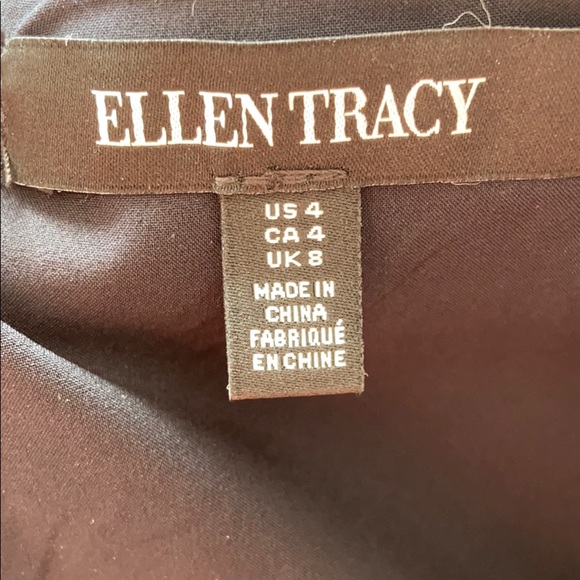 ELLEN TRACY
US 4
CA 4
UK 8
MADE IN
CHINA
FABRIQUÉ
EN CHINE